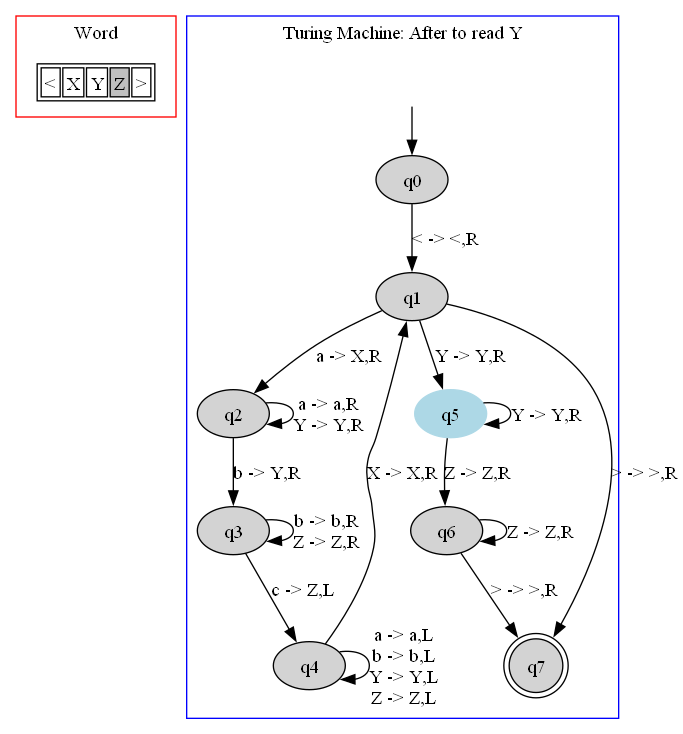 Word
< X Y Z >
Turing Machine: After to read Y
q0
< -> <,R
q1
a -> X,R
Y -> Y,R
q2
a -> a,R
Y -> Y,R
q5
Y -> Y,R
b -> Y,R
X -> X,R
Z -> Z,R
> -> >,R
q3
b -> b,R
Z -> Z,R
q6
Z -> Z,R
c -> Z,L
> -> >,R
q4
a -> a,L
b -> b,L
Y -> Y,L
Z -> Z,L
q7